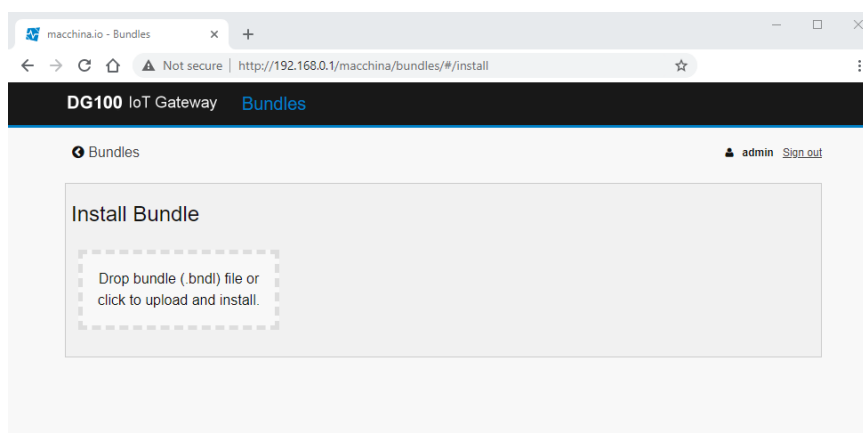 macchina.io - Bundles
Not secure | http://192.168.0.1/macchina/bundles/#/install
DG100 IoT Gateway Bundles
Bundles admin Sign out
Install Bundle
Drop bundle (.bndl) file or
click to upload and install.